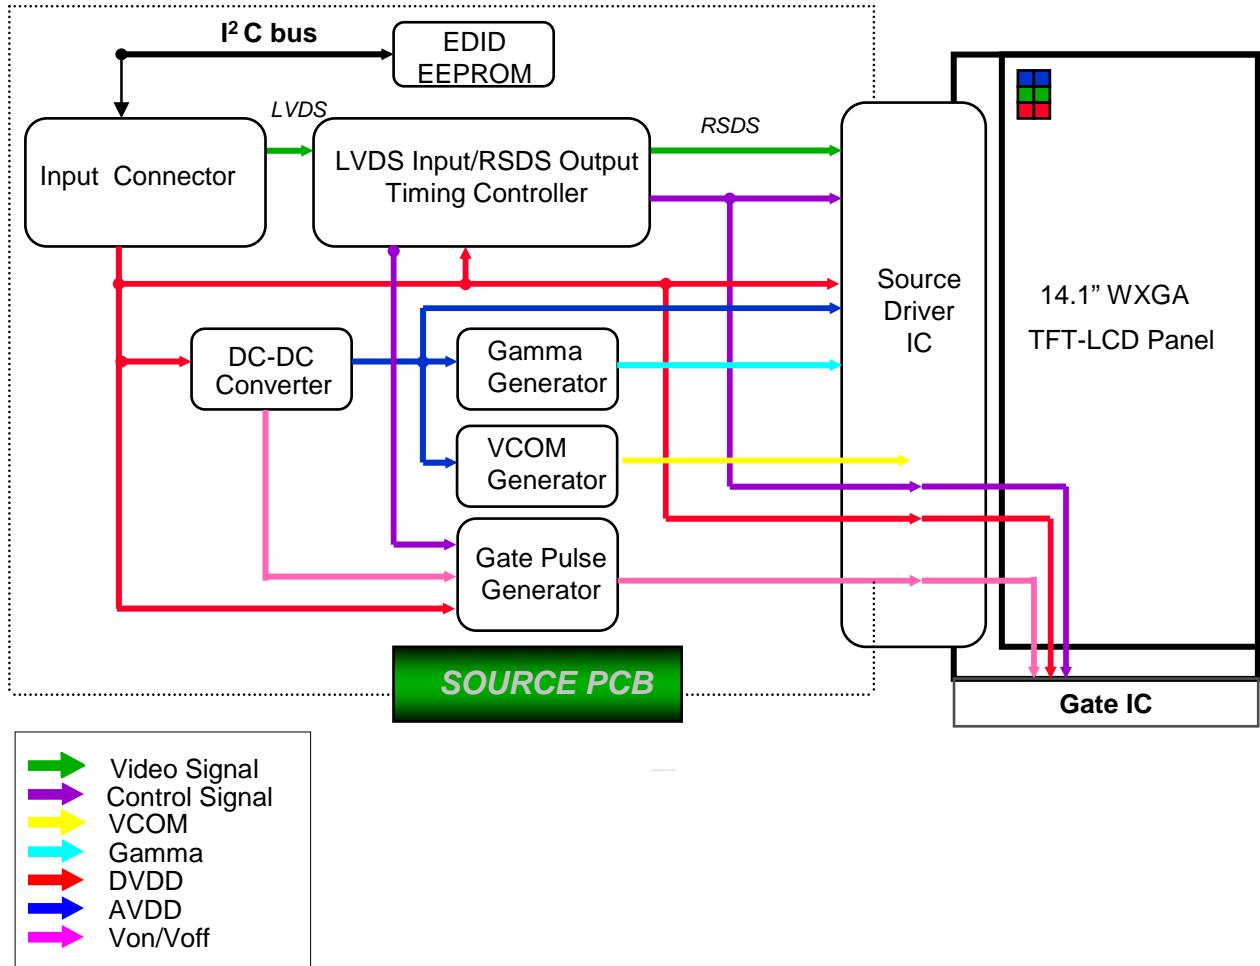 I² C bus
EDID
EEPROM
LVDS
RSDS
Input Connector
LVDS Input/RSDS Output
Timing Controller
Source
Driver
IC
14.1” WXGA
TFT-LCD Panel
DC-DC
Converter
Gamma
Generator
VCOM
Generator
Gate Pulse
Generator
SOURCE PCB
Gate IC
Video Signal
Control Signal
VCOM
Gamma
DVDD
AVDD
Von/Voff